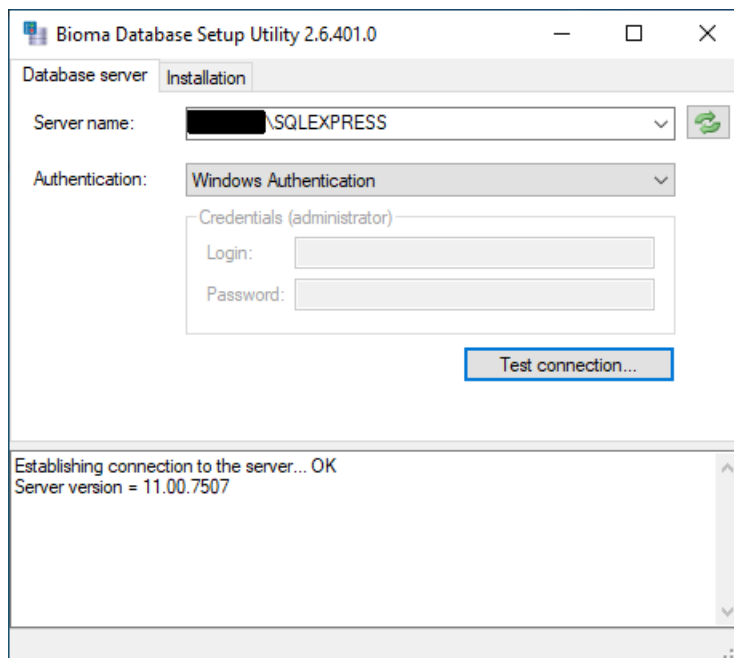 Bioma Database Setup Utility 2.6.401.0
Database server Installation
Server name: \SQLEXPRESS
Authentication: Windows Authentication
Credentials (administrator)
Login:
Password:
Test connection...
Establishing connection to the server... OK
Server version = 11.00.7507